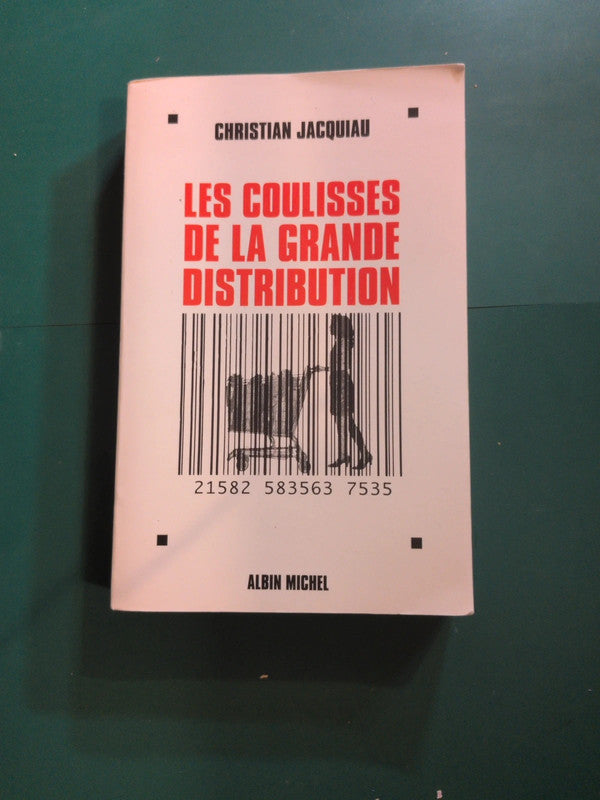 CHRISTIAN JACQUIAU
LES COULISSES
DE LA GRANDE
DISTRIBUTION
21582 583563 7535
ALBIN MICHEL